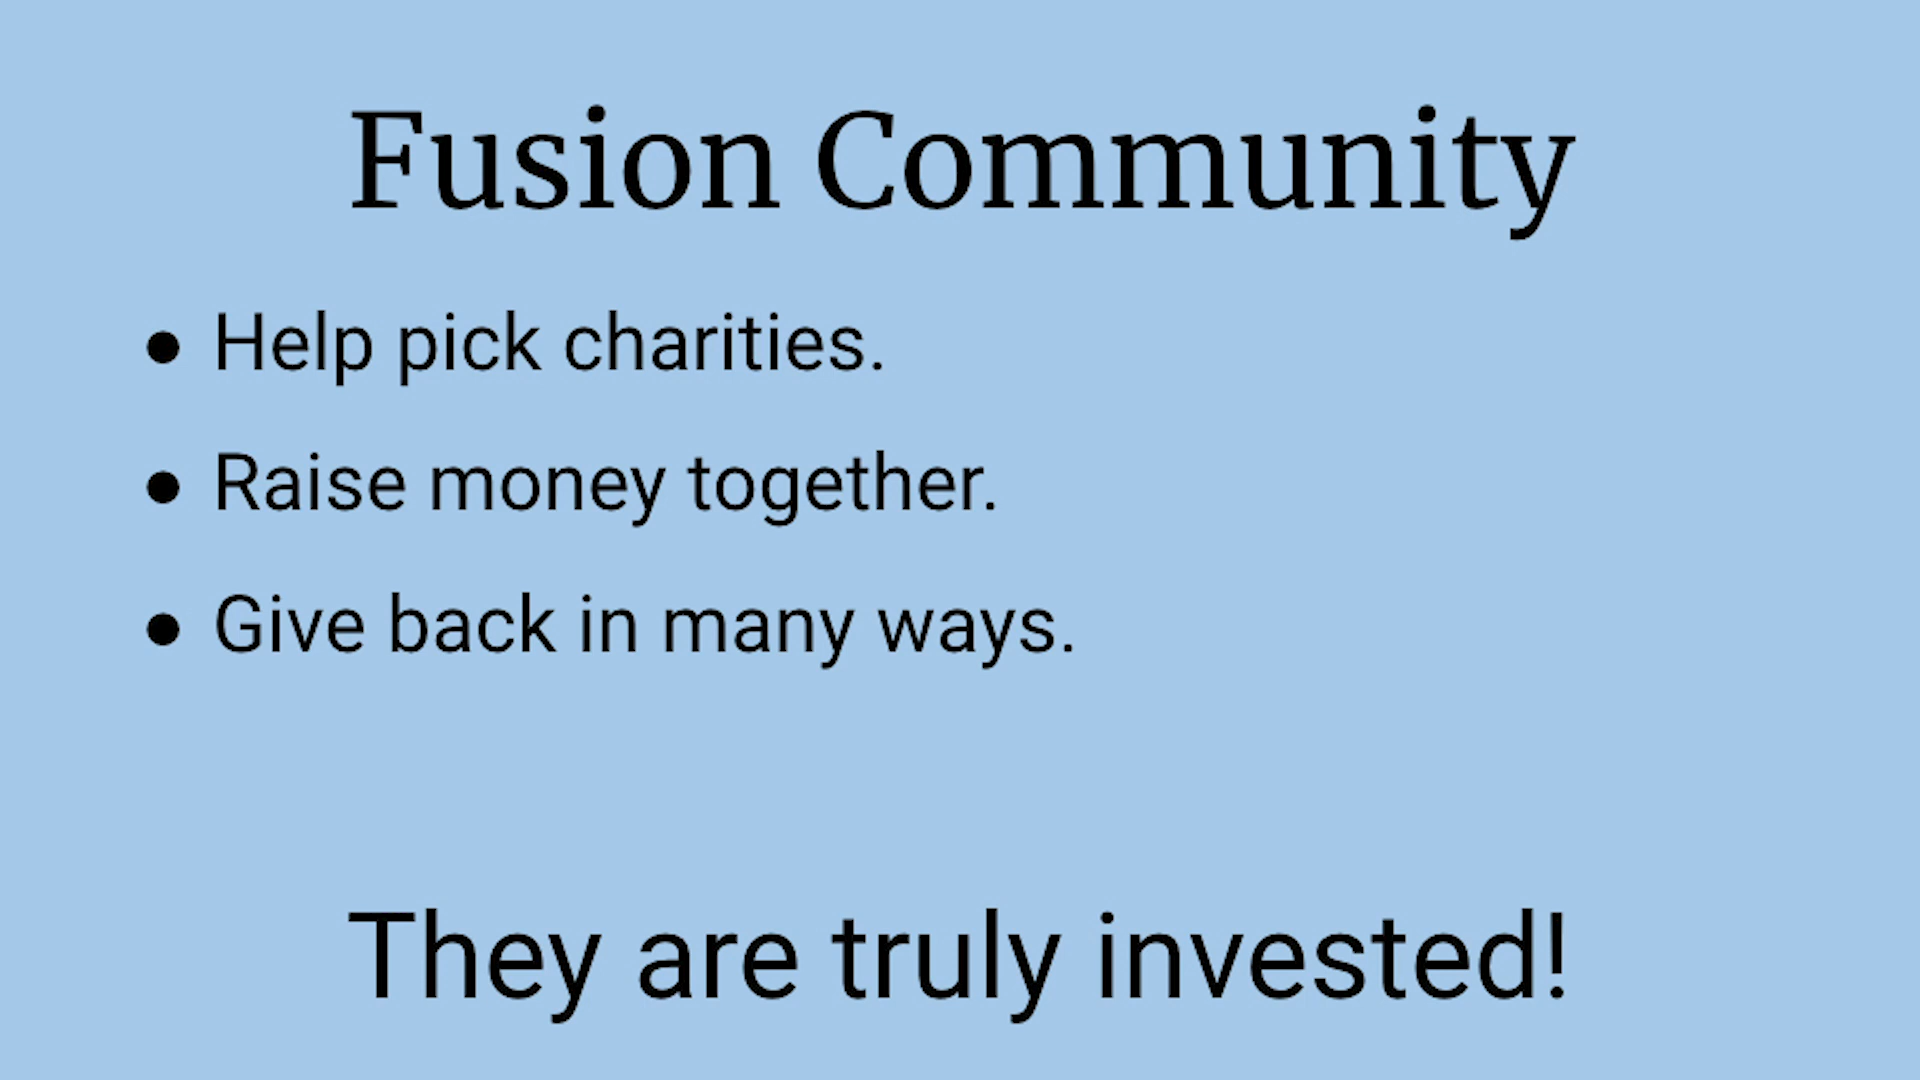 Fusion Community
● Help pick charities.
● Raise money together.
● Give back in many ways.
They are truly invested!